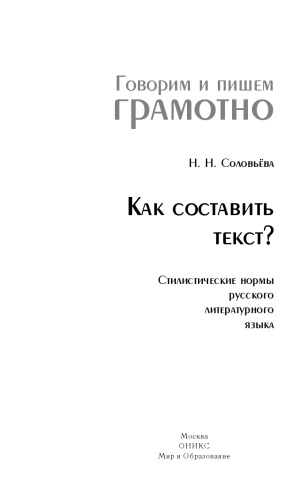 Говорим и пишем
ГРАМОТНО
Н. Н. Соловьёва
Как составить
текст?
Стилистические нормы
русского
литературного
языка
Москва
ОНИКС
Мир и Образование